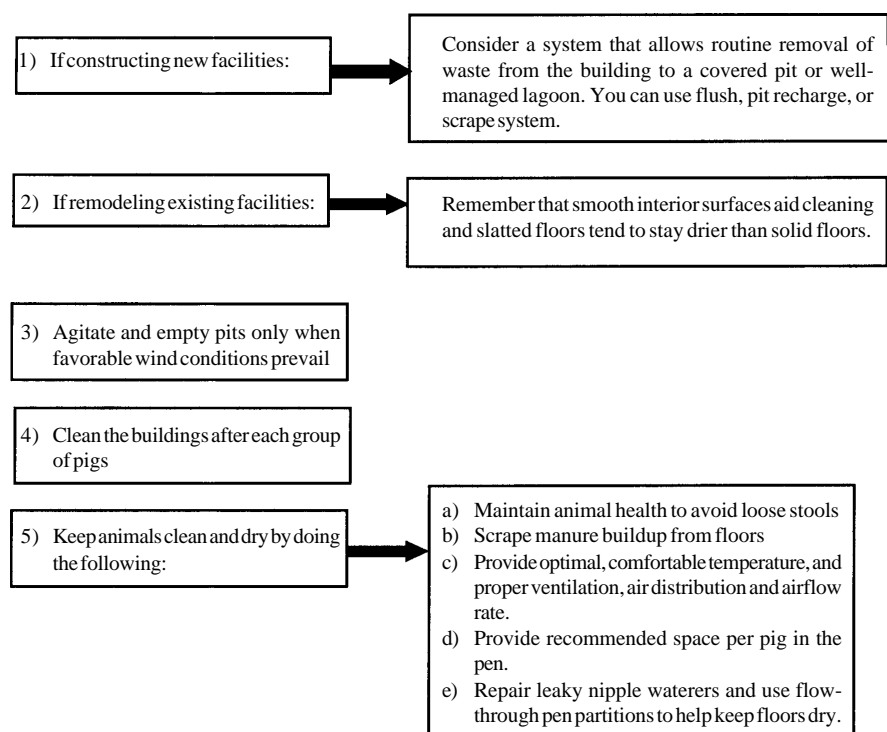 1) If constructing new facilities:
Consider a system that allows routine removal of
waste from the building to a covered pit or well-
managed lagoon. You can use flush, pit recharge, or
scrape system.
2) If remodeling existing facilities:
Remember that smooth interior surfaces aid cleaning
and slatted floors tend to stay drier than solid floors.
3) Agitate and empty pits only when
favorable wind conditions prevail
4) Clean the buildings after each group
of pigs
5) Keep animals clean and dry by doing
the following:
a) Maintain animal health to avoid loose stools
b) Scrape manure buildup from floors
c) Provide optimal, comfortable temperature, and
proper ventilation, air distribution and airflow
rate.
d) Provide recommended space per pig in the
pen.
e) Repair leaky nipple waterers and use flow-
through pen partitions to help keep floors dry.